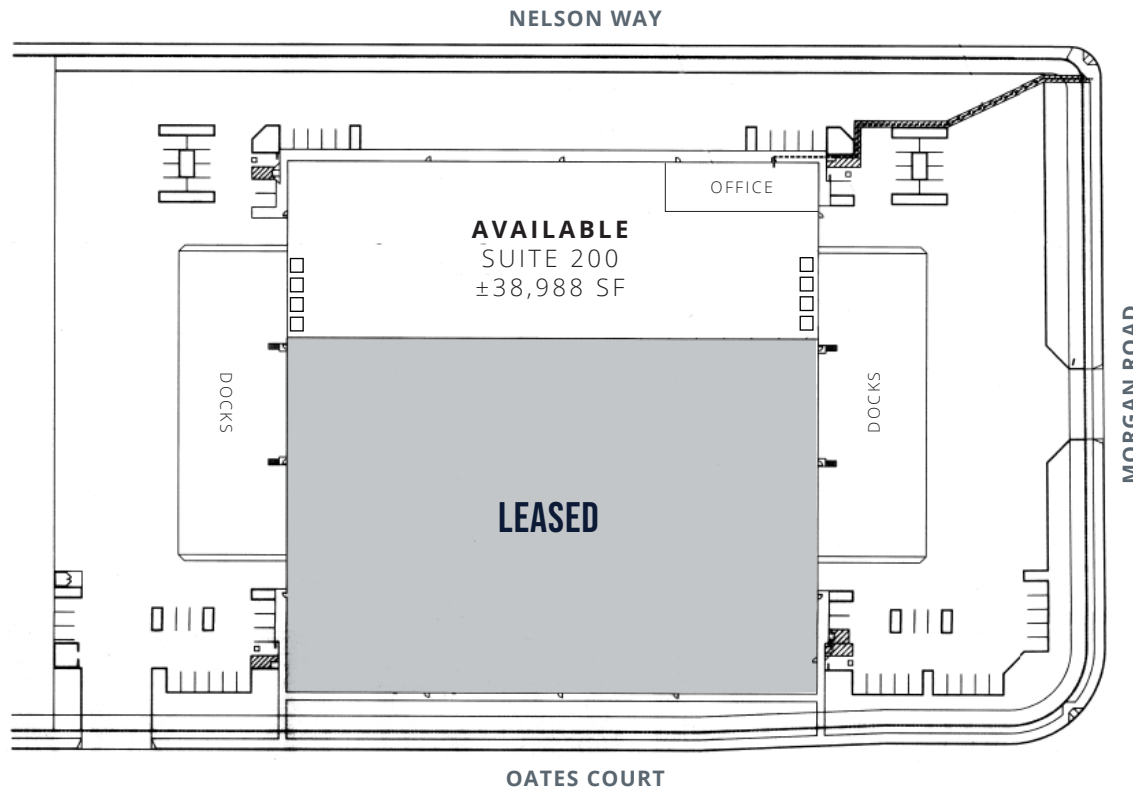 NELSON WAY
OFFICE
AVAILABLE
SUITE 200
±38,988 SF
DOCKS
DOCKS
MORGAN ROAD
LEASED
OATES COURT